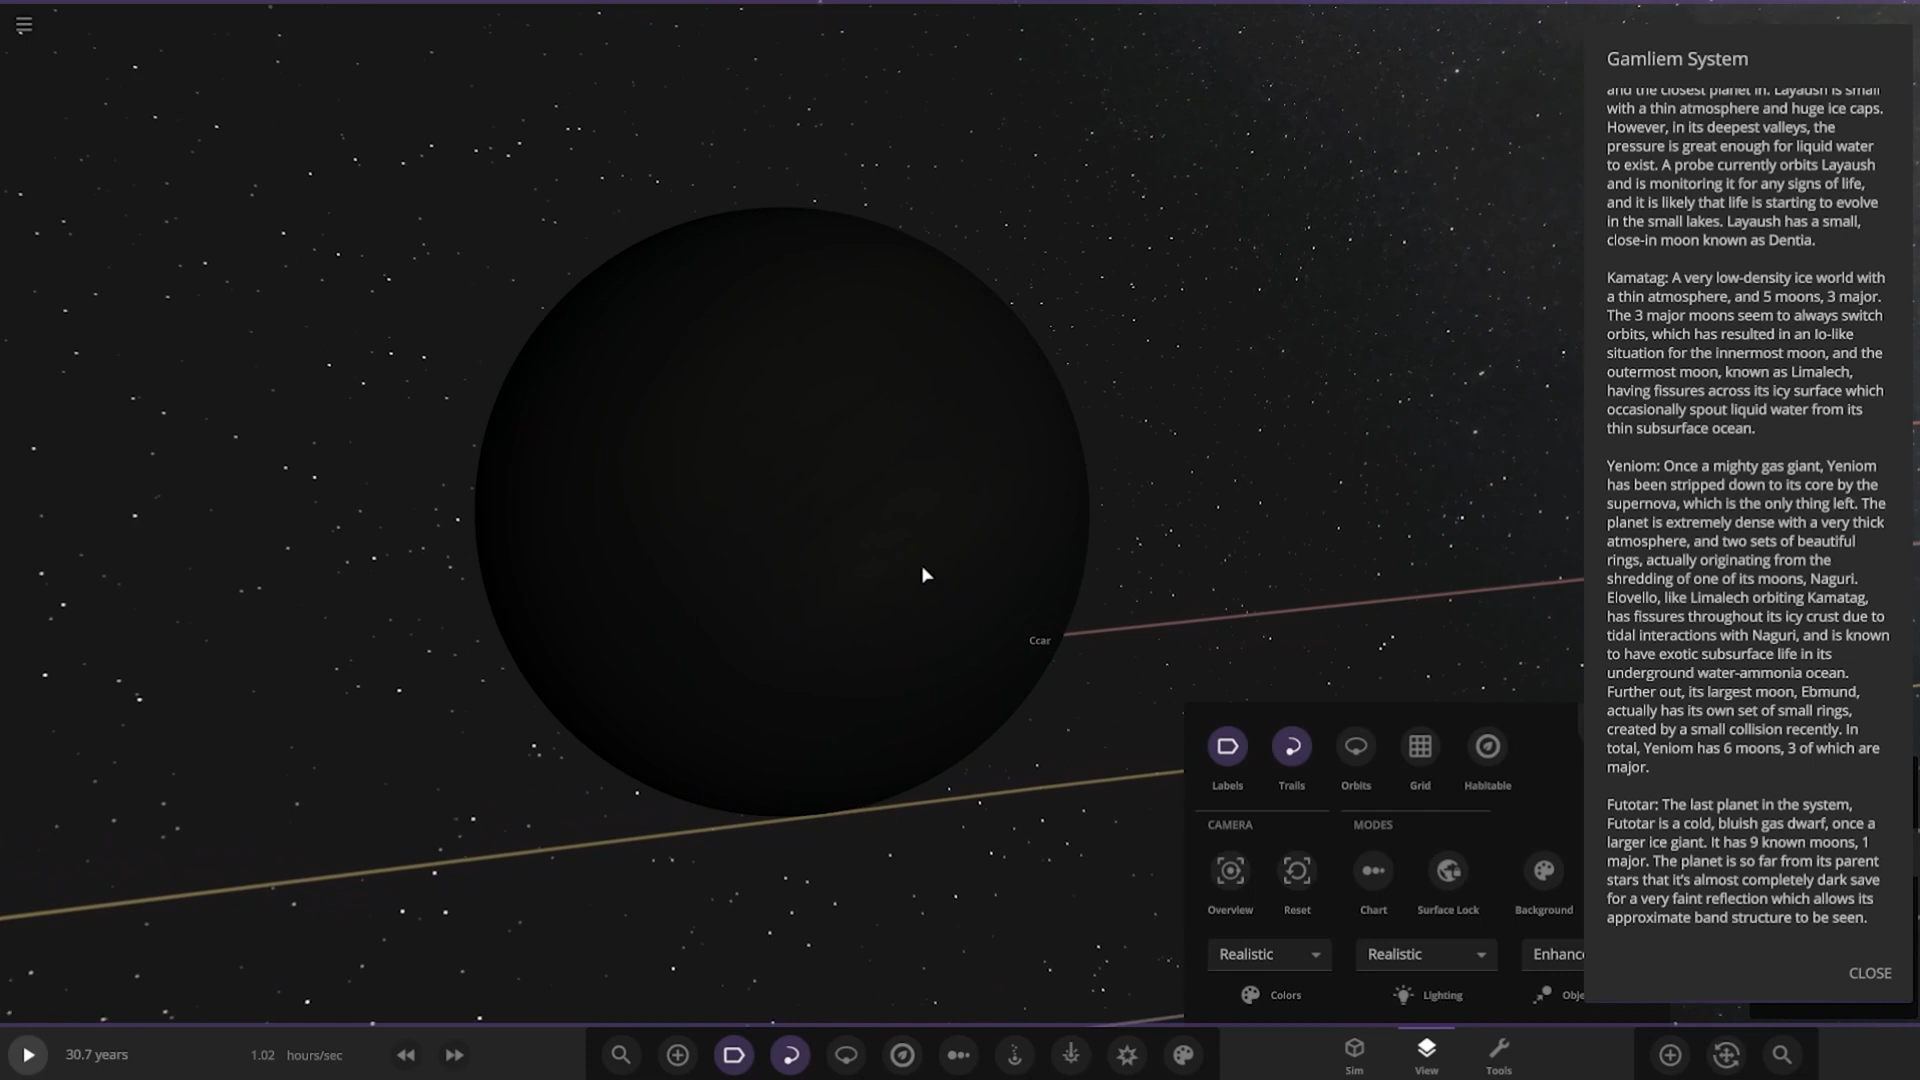 Gamliem System
and the closest planet in. Layaush is small
with a thin atmosphere and huge ice caps.
However, in its deepest valleys, the
pressure is great enough for liquid water
to exist. A probe currently orbits Layaush
and is monitoring it for any signs of life,
and it is likely that life is starting to evolve
in the small lakes. Layaush has a small,
close-in moon known as Dentia.
Kamatag: A very low-density ice world with
a thin atmosphere, and 5 moons, 3 major.
The 3 major moons seem to always switch
orbits, which has resulted in an Io-like
situation for the innermost moon, and the
outermost moon, known as Limalech,
having fissures across its icy surface which
occasionally spout liquid water from its
thin subsurface ocean.
Yeniom: Once a mighty gas giant, Yeniom
has been stripped down to its core by the
supernova, which is the only thing left. The
planet is extremely dense with a very thick
atmosphere, and two sets of beautiful
rings, actually originating from the
shredding of one of its moons, Naguri.
Elovello, like Limalech orbiting Kamatag,
has fissures throughout its icy crust due to
tidal interactions with Naguri, and is known
to have exotic subsurface life in its
underground water-ammonia ocean.
Further out, its largest moon, Ebmund,
actually has its own set of small rings,
created by a small collision recently. In
total, Yeniom has 6 moons, 3 of which are
major.
Futotar: The last planet in the system,
Futotar is a cold, bluish gas dwarf, once a
larger ice giant. It has 9 known moons, 1
major. The planet is so far from its parent
stars that it's almost completely dark save
for a very faint reflection which allows its
approximate band structure to be seen.
CLOSE
Ccar
Labels Trails Orbits Grid Habitable
CAMERA MODES
Overview Reset Chart Surface Lock Background
Realistic Realistic Enhanc
Colors Lighting Obje
30.7 years 1.02 hours/sec
Sim View Tools